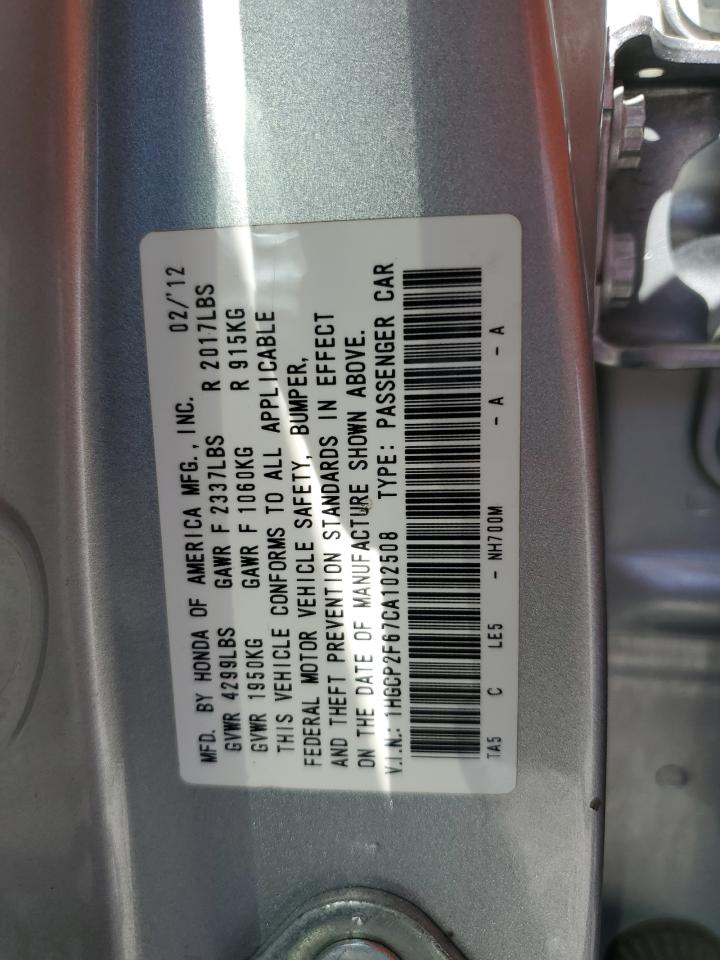 MFD. BY HONDA OF AMERICA MFG., INC. 02/'12
GVWR 4299LBS GAWR F 2337LBS R 2017LBS
GVWR 1950KG GAWR F 1060KG R 915KG
THIS VEHICLE CONFORMS TO ALL APPLICABLE
FEDERAL MOTOR VEHICLE SAFETY, BUMPER,
AND THEFT PREVENTION STANDARDS IN EFFECT
ON THE DATE OF MANUFACTURE SHOWN ABOVE.
V.I.N.: 1HGCP2F67CA102508 TYPE: PASSENGER CAR
TA5 C LE5 - NH700M - A - A